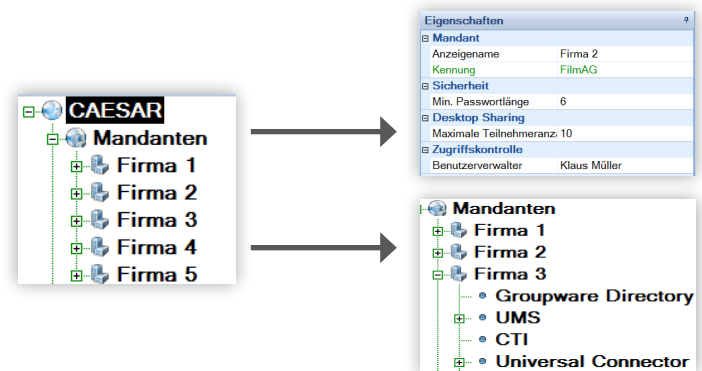 CAESAR
Mandanten
Firma 1
Firma 2
Firma 3
Firma 4
Firma 5
Eigenschaften
Mandant
Anzeigename Firma 2
Kennung FilmAG
Sicherheit
Min. Passwortlänge 6
Desktop Sharing
Maximale Teilnehmeranza 10
Zugriffskontrolle
Benutzerverwalter Klaus Müller
Mandanten
Firma 1
Firma 2
Firma 3
Groupware Directory
UMS
CTI
Universal Connector